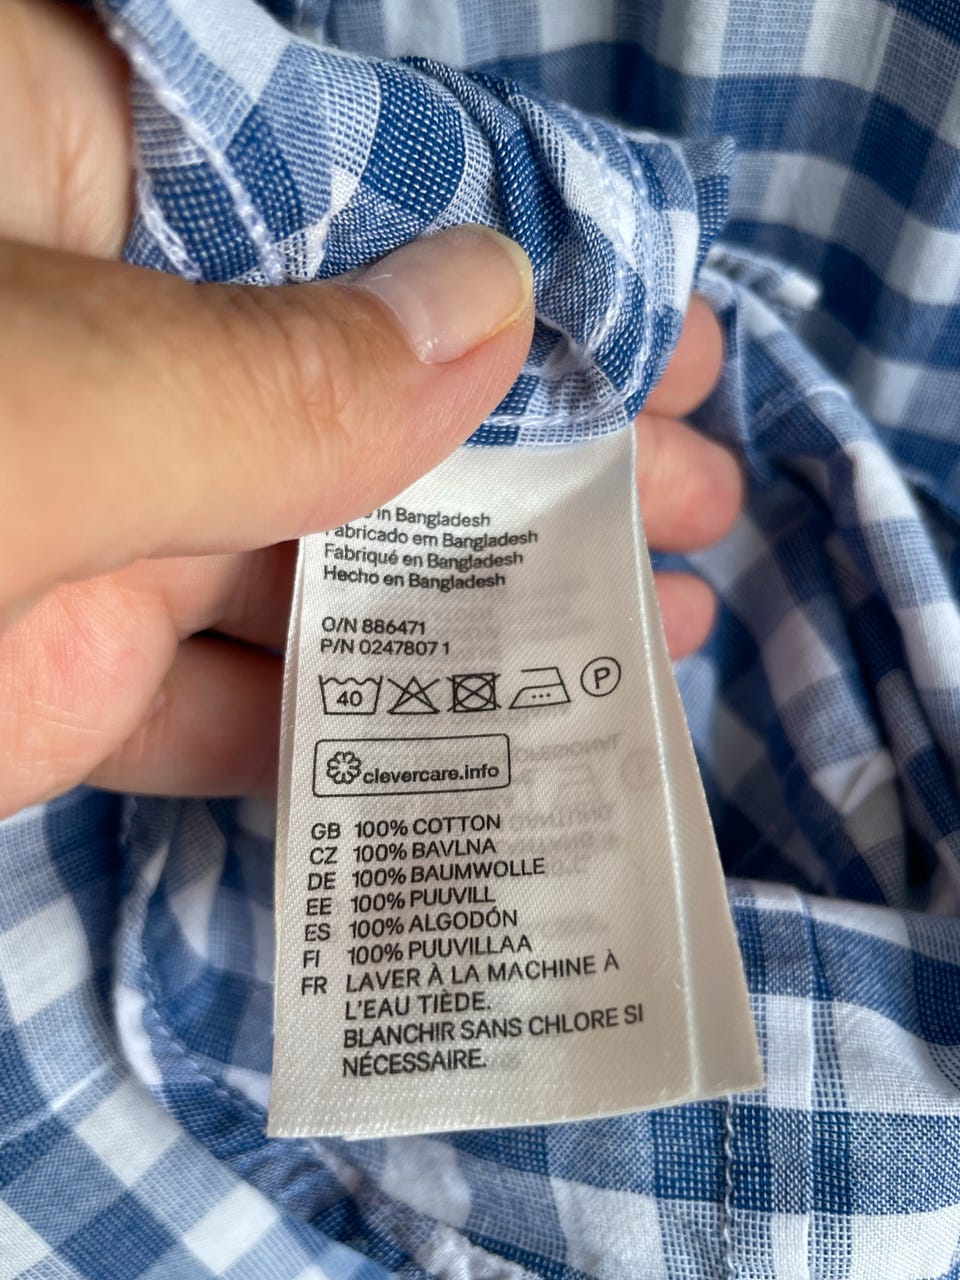 in Bangladesh
Fabricado em Bangladesh
Fabriqué en Bangladesh
Hecho en Bangladesh
O/N 886471
P/N 02478071
40 P
clevercare.info
GB 100% COTTON
CZ 100% BAVLNA
DE 100% BAUMWOLLE
EE 100% PUUVILL
ES 100% ALGODÓN
FI 100% PUUVILLAA
FR LAVER À LA MACHINE À
L'EAU TIÈDE.
BLANCHIR SANS CHLORE SI
NÉCESSAIRE.